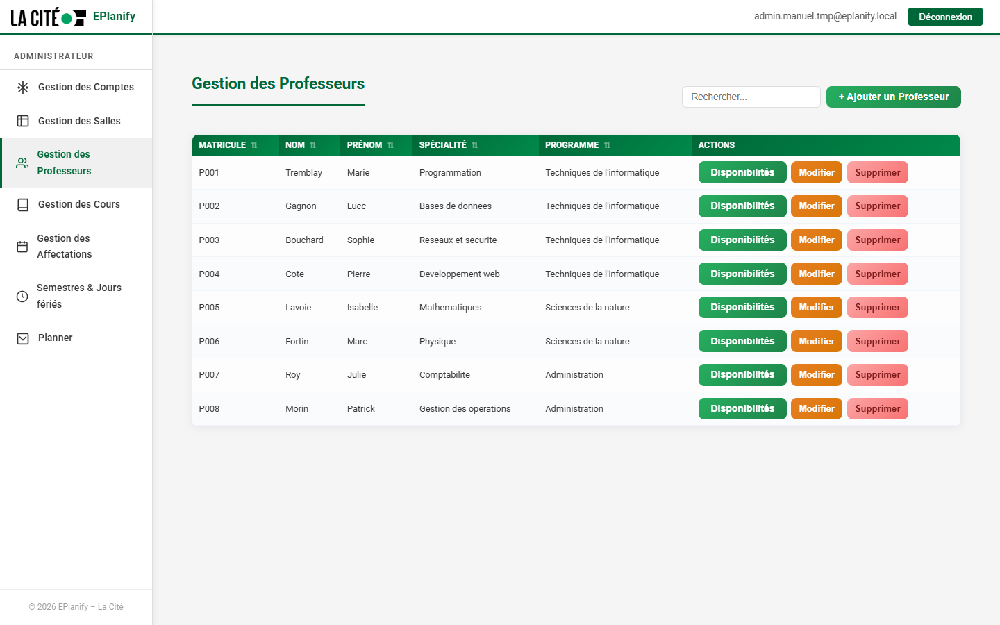 LA CITÉ EPlanify
admin.manuel.tmp@eplanify.local Déconnexion
ADMINISTRATEUR
Gestion des Comptes
Gestion des Salles
Gestion des
Professeurs
Gestion des Cours
Gestion des
Affectations
Semestres & Jours
fériés
Planner
© 2026 EPlanify – La Cité
Gestion des Professeurs
Rechercher...
+ Ajouter un Professeur
MATRICULE ⇅ NOM ⇅ PRÉNOM ⇅ SPÉCIALITÉ ⇅ PROGRAMME ⇅ ACTIONS
P001 Tremblay Marie Programmation Techniques de l'informatique Disponibilités Modifier Supprimer
P002 Gagnon Lucc Bases de donnees Techniques de l'informatique Disponibilités Modifier Supprimer
P003 Bouchard Sophie Reseaux et securite Techniques de l'informatique Disponibilités Modifier Supprimer
P004 Cote Pierre Developpement web Techniques de l'informatique Disponibilités Modifier Supprimer
P005 Lavoie Isabelle Mathematiques Sciences de la nature Disponibilités Modifier Supprimer
P006 Fortin Marc Physique Sciences de la nature Disponibilités Modifier Supprimer
P007 Roy Julie Comptabilite Administration Disponibilités Modifier Supprimer
P008 Morin Patrick Gestion des operations Administration Disponibilités Modifier Supprimer